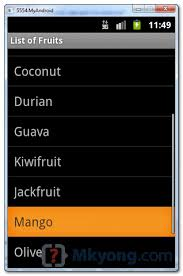 5554:MyAndroid
11:49
List of Fruits
Coconut
Durian
Guava
Kiwifruit
Jackfruit
Mango
Olive
Mkyong.com